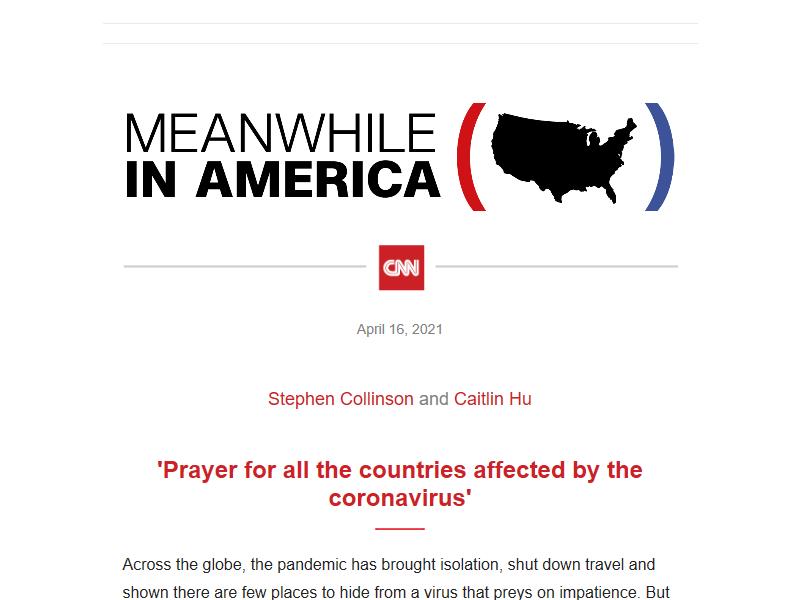 MEANWHILE
IN AMERICA
CNN
April 16, 2021
Stephen Collinson and Caitlin Hu
'Prayer for all the countries affected by the
coronavirus'
Across the globe, the pandemic has brought isolation, shut down travel and
shown there are few places to hide from a virus that preys on impatience. But